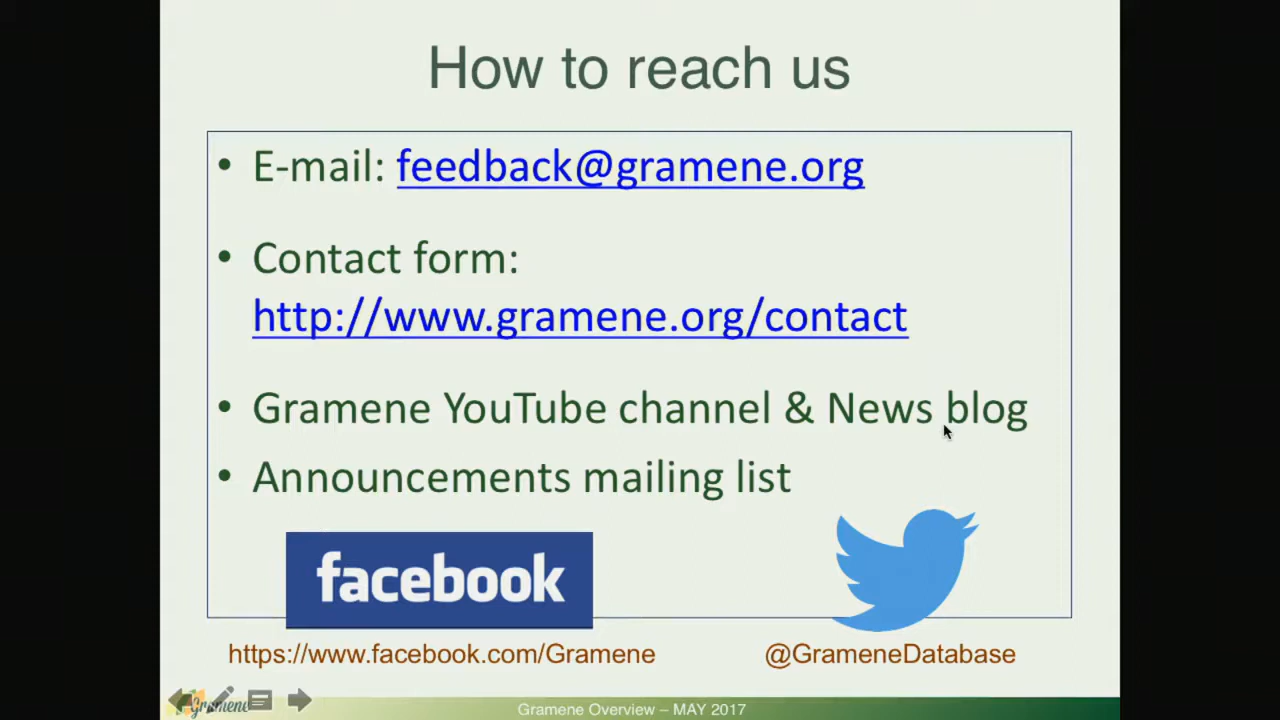 How to reach us
• E-mail: feedback@gramene.org
• Contact form:
http://www.gramene.org/contact
• Gramene YouTube channel & News blog
• Announcements mailing list
facebook
https://www.facebook.com/Gramene
@GrameneDatabase
Gramene
Gramene Overview – MAY 2017